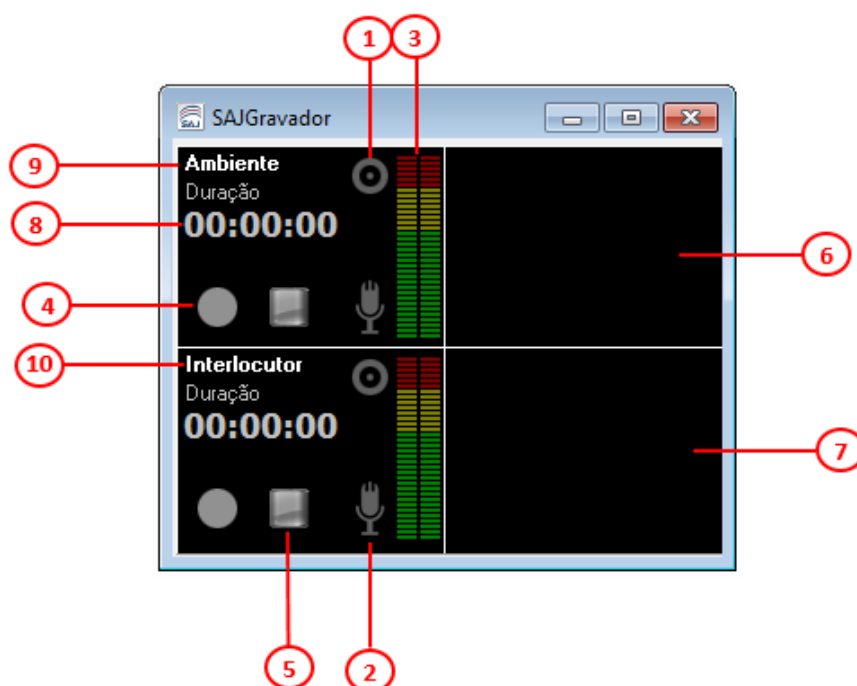 1 3
SAJ SAJGravador
9 Ambiente
Duração
8 00:00:00
6
4
10 Interlocutor
Duração
00:00:00
7
5 2